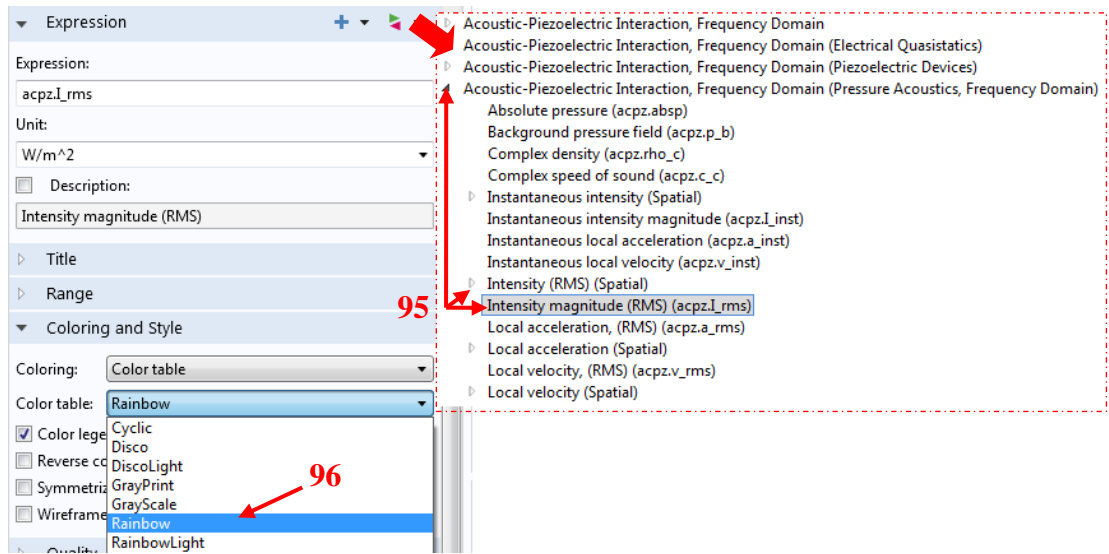 Expression
Expression:
acpz.I_rms
Unit:
W/m^2
Description:
Intensity magnitude (RMS)
Title
Range
Coloring and Style
Coloring: Color table
Color table: Rainbow
Cyclic
Disco
DiscoLight
GrayPrint
GrayScale
Rainbow
RainbowLight
Color lege
Reverse co
Symmetriz
Wireframe
Quality
95
96
Acoustic-Piezoelectric Interaction, Frequency Domain
Acoustic-Piezoelectric Interaction, Frequency Domain (Electrical Quasistatics)
Acoustic-Piezoelectric Interaction, Frequency Domain (Piezoelectric Devices)
Acoustic-Piezoelectric Interaction, Frequency Domain (Pressure Acoustics, Frequency Domain)
Absolute pressure (acpz.absp)
Background pressure field (acpz.p_b)
Complex density (acpz.rho_c)
Complex speed of sound (acpz.c_c)
Instantaneous intensity (Spatial)
Instantaneous intensity magnitude (acpz.I_inst)
Instantaneous local acceleration (acpz.a_inst)
Instantaneous local velocity (acpz.v_inst)
Intensity (RMS) (Spatial)
Intensity magnitude (RMS) (acpz.I_rms)
Local acceleration, (RMS) (acpz.a_rms)
Local acceleration (Spatial)
Local velocity, (RMS) (acpz.v_rms)
Local velocity (Spatial)